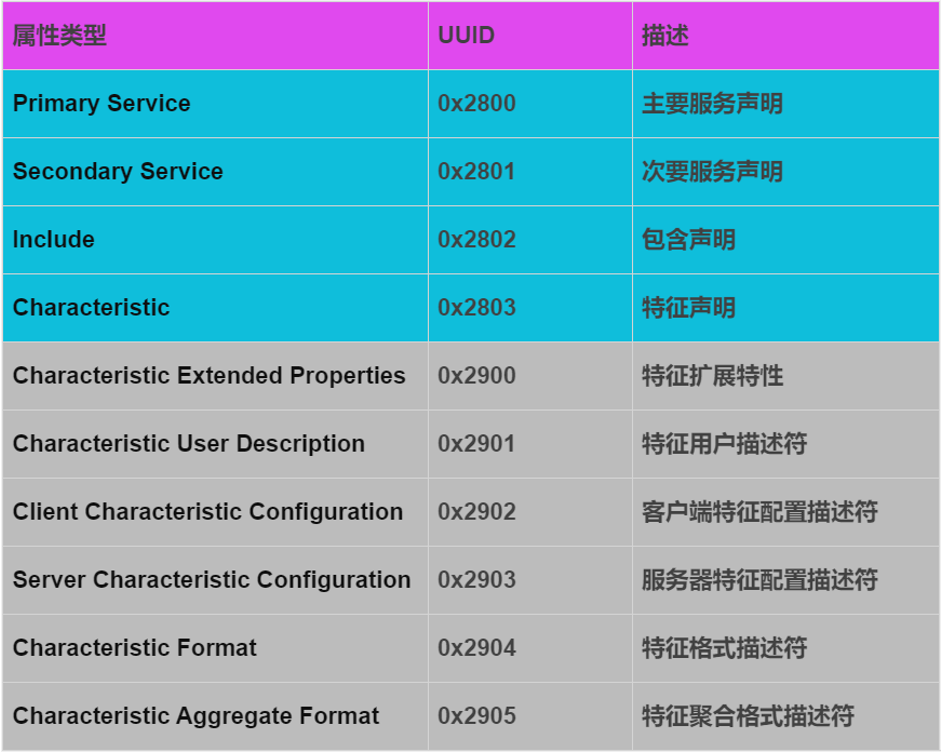 属性类型 UUID 描述
Primary Service 0x2800 主要服务声明
Secondary Service 0x2801 次要服务声明
Include 0x2802 包含声明
Characteristic 0x2803 特征声明
Characteristic Extended Properties 0x2900 特征扩展特性
Characteristic User Description 0x2901 特征用户描述符
Client Characteristic Configuration 0x2902 客户端特征配置描述符
Server Characteristic Configuration 0x2903 服务器特征配置描述符
Characteristic Format 0x2904 特征格式描述符
Characteristic Aggregate Format 0x2905 特征聚合格式描述符